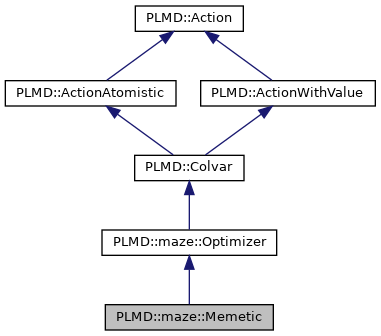 PLMD::Action
PLMD::ActionAtomistic
PLMD::ActionWithValue
PLMD::Colvar
PLMD::maze::Optimizer
PLMD::maze::Memetic